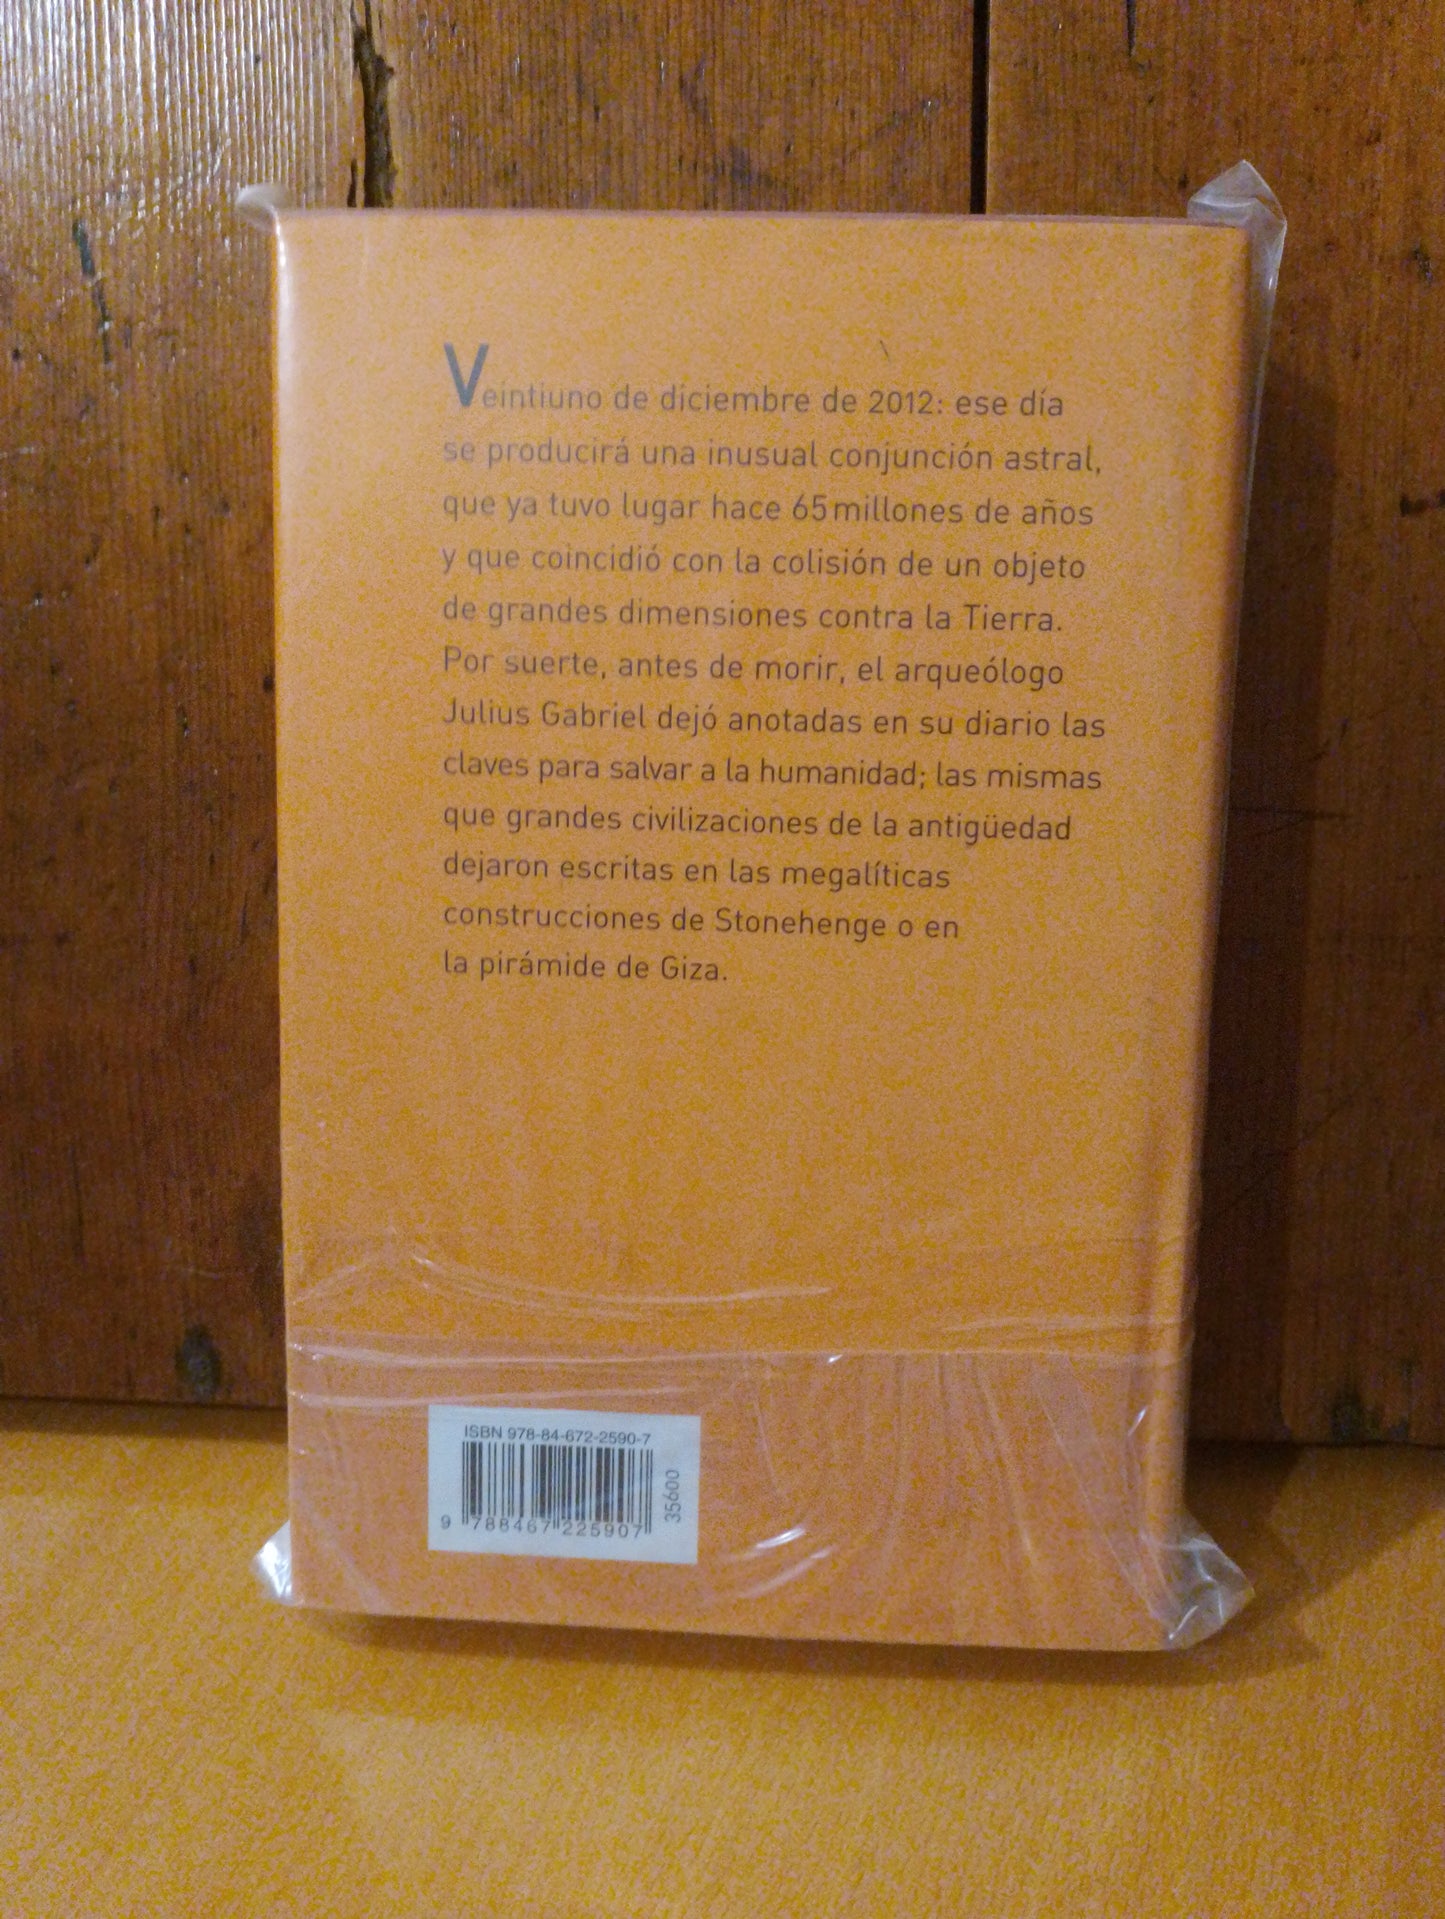 Veintiuno de diciembre de 2012: ese día
se producirá una inusual conjunción astral,
que ya tuvo lugar hace 65 millones de años
y que coincidió con la colisión de un objeto
de grandes dimensiones contra la Tierra.
Por suerte, antes de morir, el arqueólogo
Julius Gabriel dejó anotadas en su diario las
claves para salvar a la humanidad; las mismas
que grandes civilizaciones de la antigüedad
dejaron escritas en las megalíticas
construcciones de Stonehenge o en
la pirámide de Giza.
ISBN 978-84-672-2590-7
35600
9 788467 225907